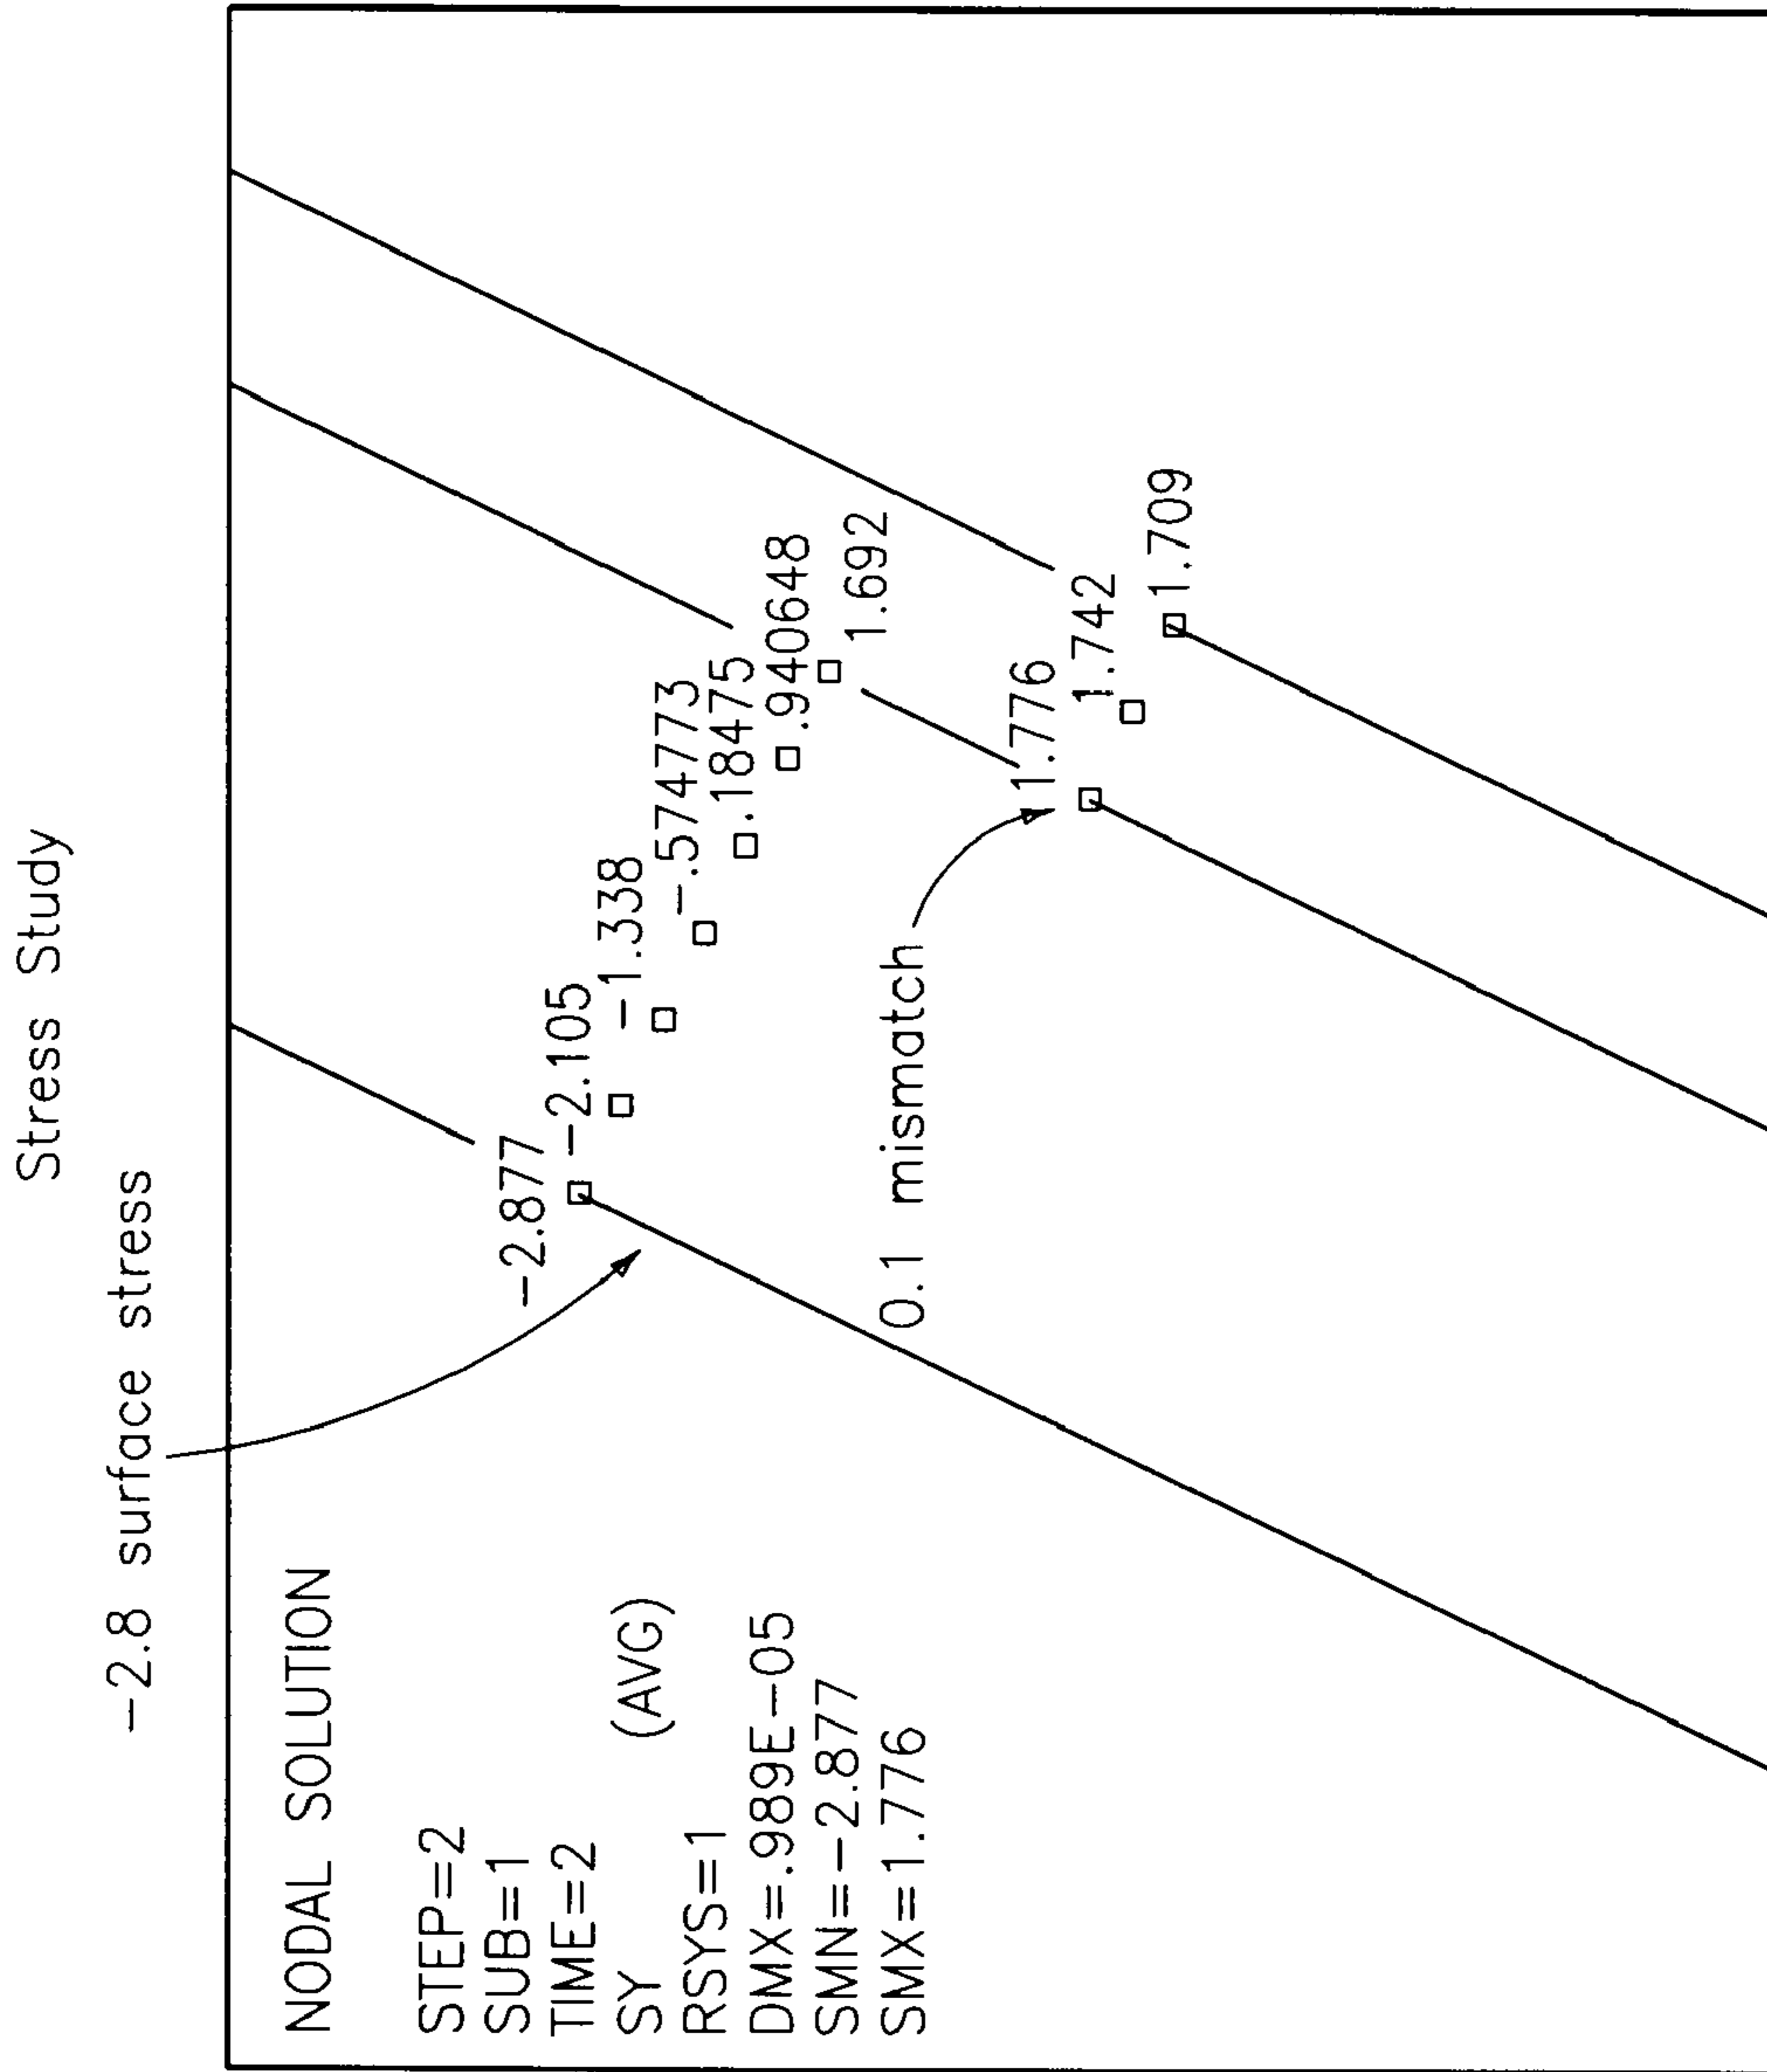 Stress Study
-2.8 surface stress
NODAL SOLUTION
STEP=2
SUB=1
TIME=2
SY (AVG)
RSYS=1
DMX=.989E-05
SMN=-2.877
SMX=1.776
-2.877
-2.105
-1.338
-.574773
.18475
.940648
1.692
0.1 mismatch
1.776
1.742
1.709